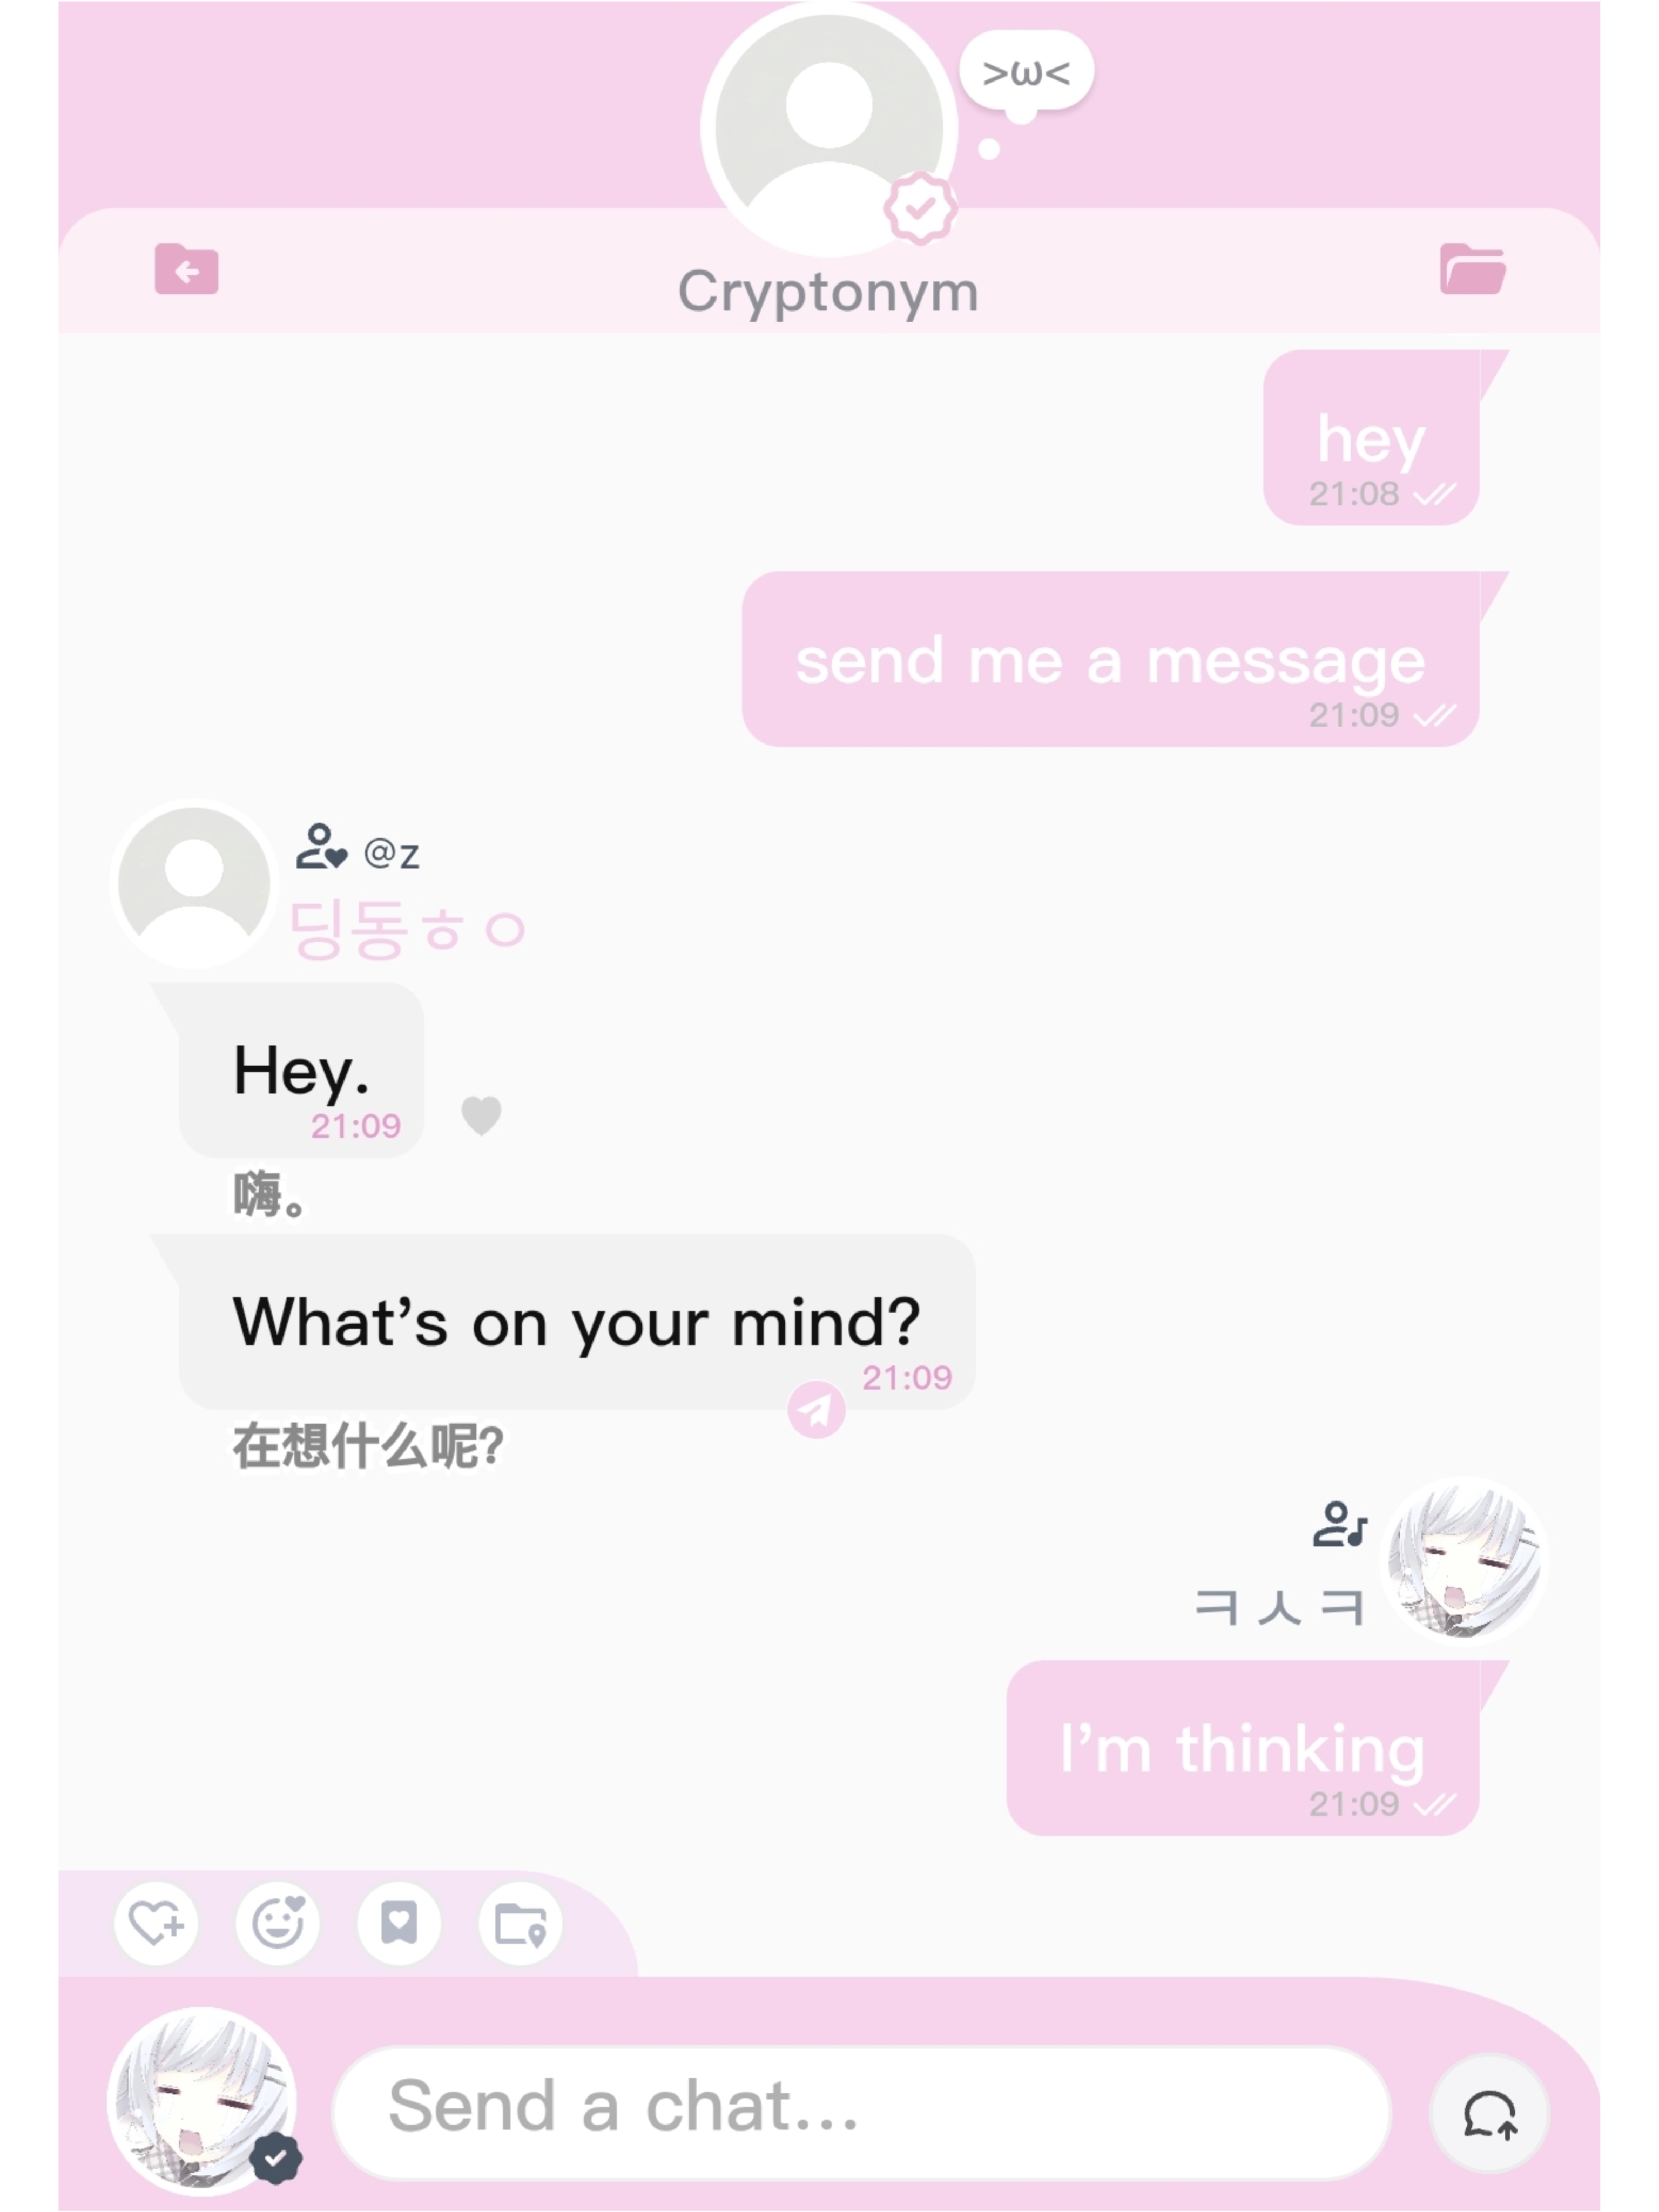 >ω<
Cryptonym
hey
21:08
send me a message
21:09
@z
딩동ㅎㅇ
Hey.
21:09
嗨。
What’s on your mind?
21:09
在想什么呢?
ㅋㅅㅋ
I’m thinking
21:09
Send a chat...